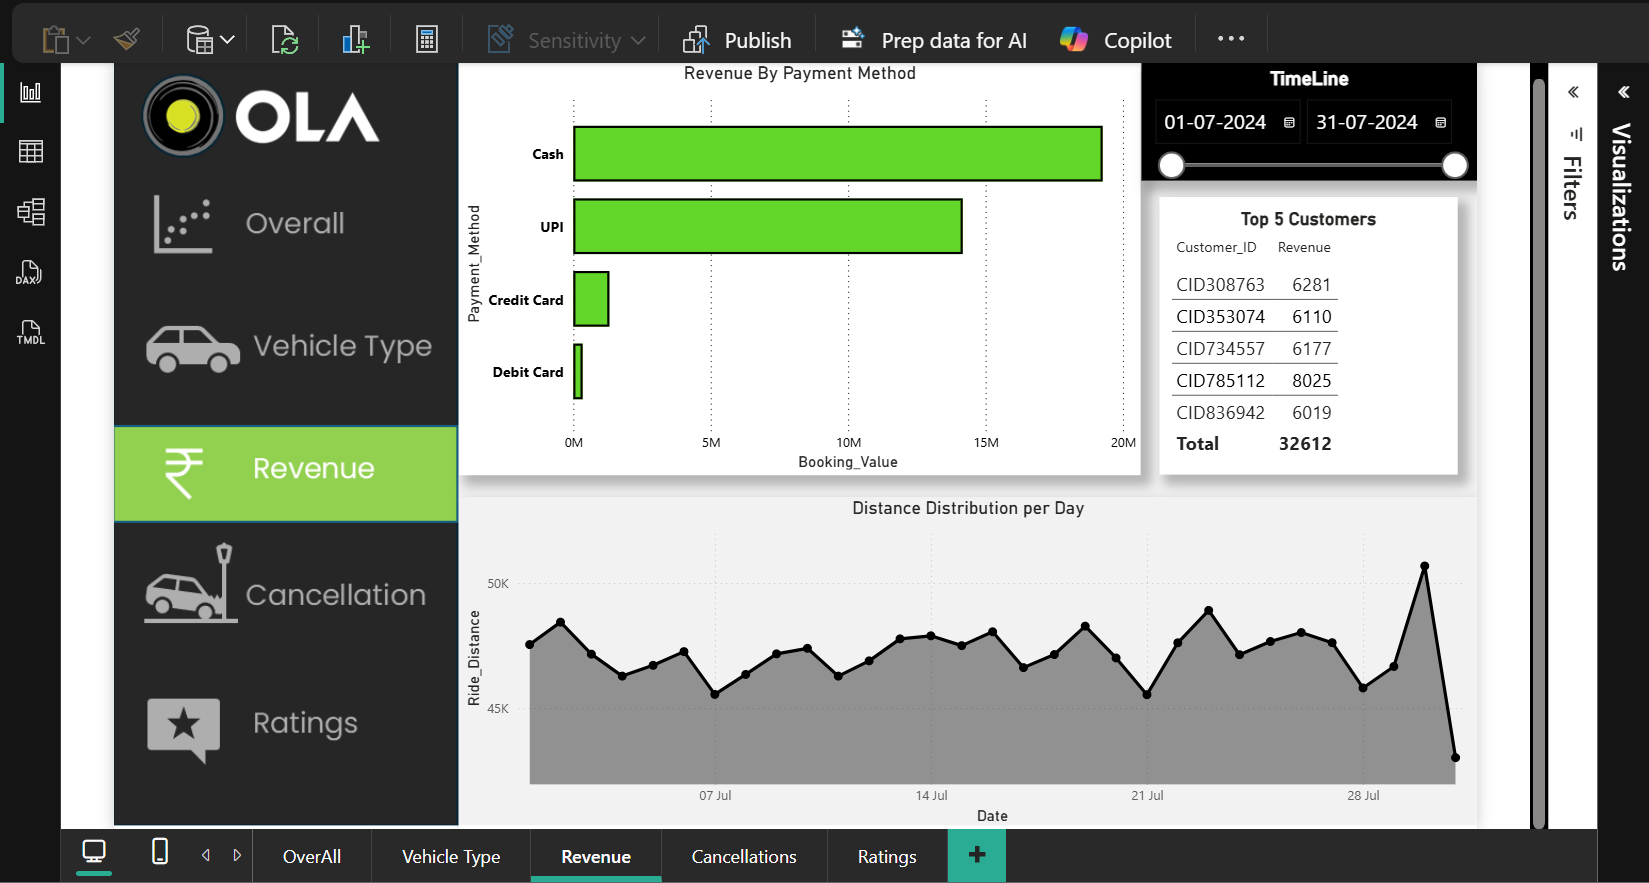 Sensitivity
Publish
Prep data for AI
Copilot
OLA
Overall
Vehicle Type
Revenue
Cancellation
Ratings
DAX
TMDL
Revenue By Payment Method
Payment_Method
Cash
UPI
Credit Card
Debit Card
0M 5M 10M 15M 20M
Booking_Value
TimeLine
01-07-2024 31-07-2024
Top 5 Customers
Customer_ID Revenue
CID308763 6281
CID353074 6110
CID734557 6177
CID785112 8025
CID836942 6019
Total 32612
Distance Distribution per Day
Ride_Distance
50K
45K
07 Jul 14 Jul 21 Jul 28 Jul
Date
Filters
Visualizations
OverAll Vehicle Type Revenue Cancellations Ratings